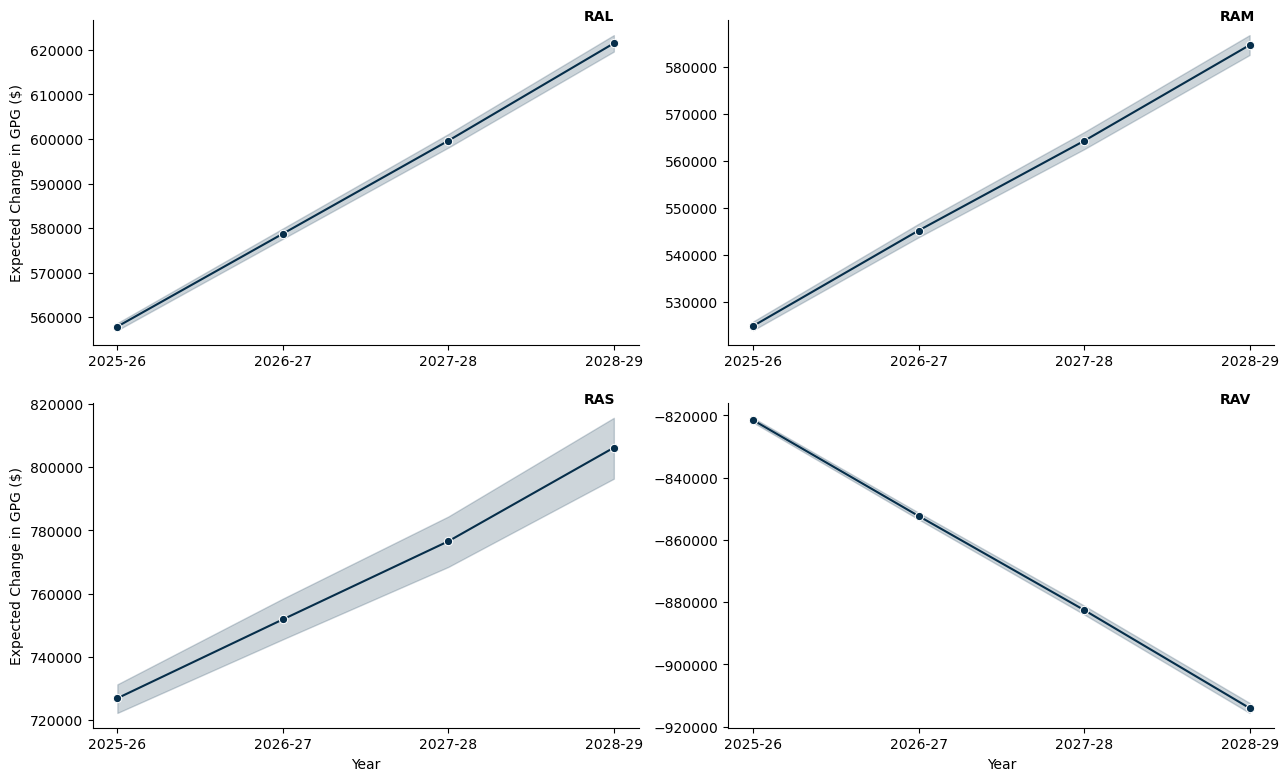 RAL
Expected Change in GPG ($)
620000
610000
600000
590000
580000
570000
560000
2025-26 2026-27 2027-28 2028-29
RAM
580000
570000
560000
550000
540000
530000
2025-26 2026-27 2027-28 2028-29
RAS
Expected Change in GPG ($)
820000
800000
780000
760000
740000
720000
2025-26 2026-27 2027-28 2028-29
Year
RAV
−820000
−840000
−860000
−880000
−900000
−920000
2025-26 2026-27 2027-28 2028-29
Year